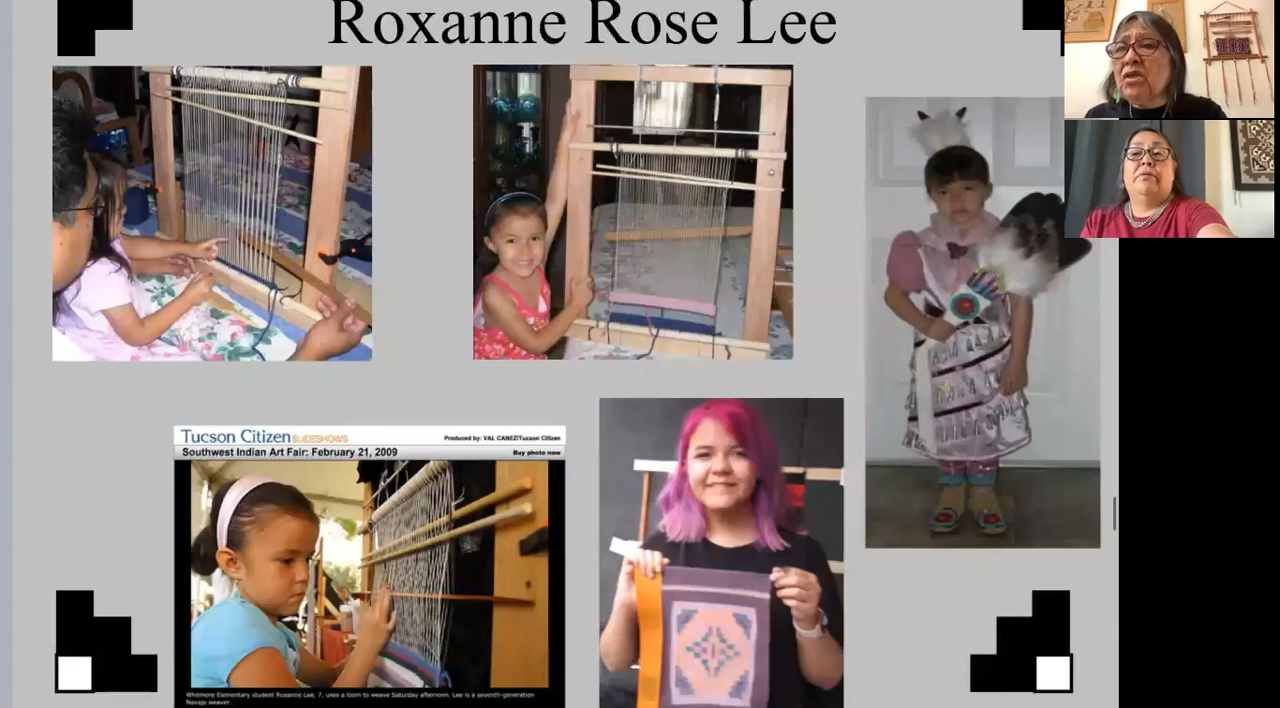 Roxanne Rose Lee
Tucson Citizen SLIDESHOWS
Produced by: VAL CANEZ/Tucson Citizen
Southwest Indian Art Fair: February 21, 2009
Buy photo now
Whitmore Elementary student Roxanne Lee, 7, uses a loom to weave Saturday afternoon. Lee is a seventh-generation
Navajo weaver.